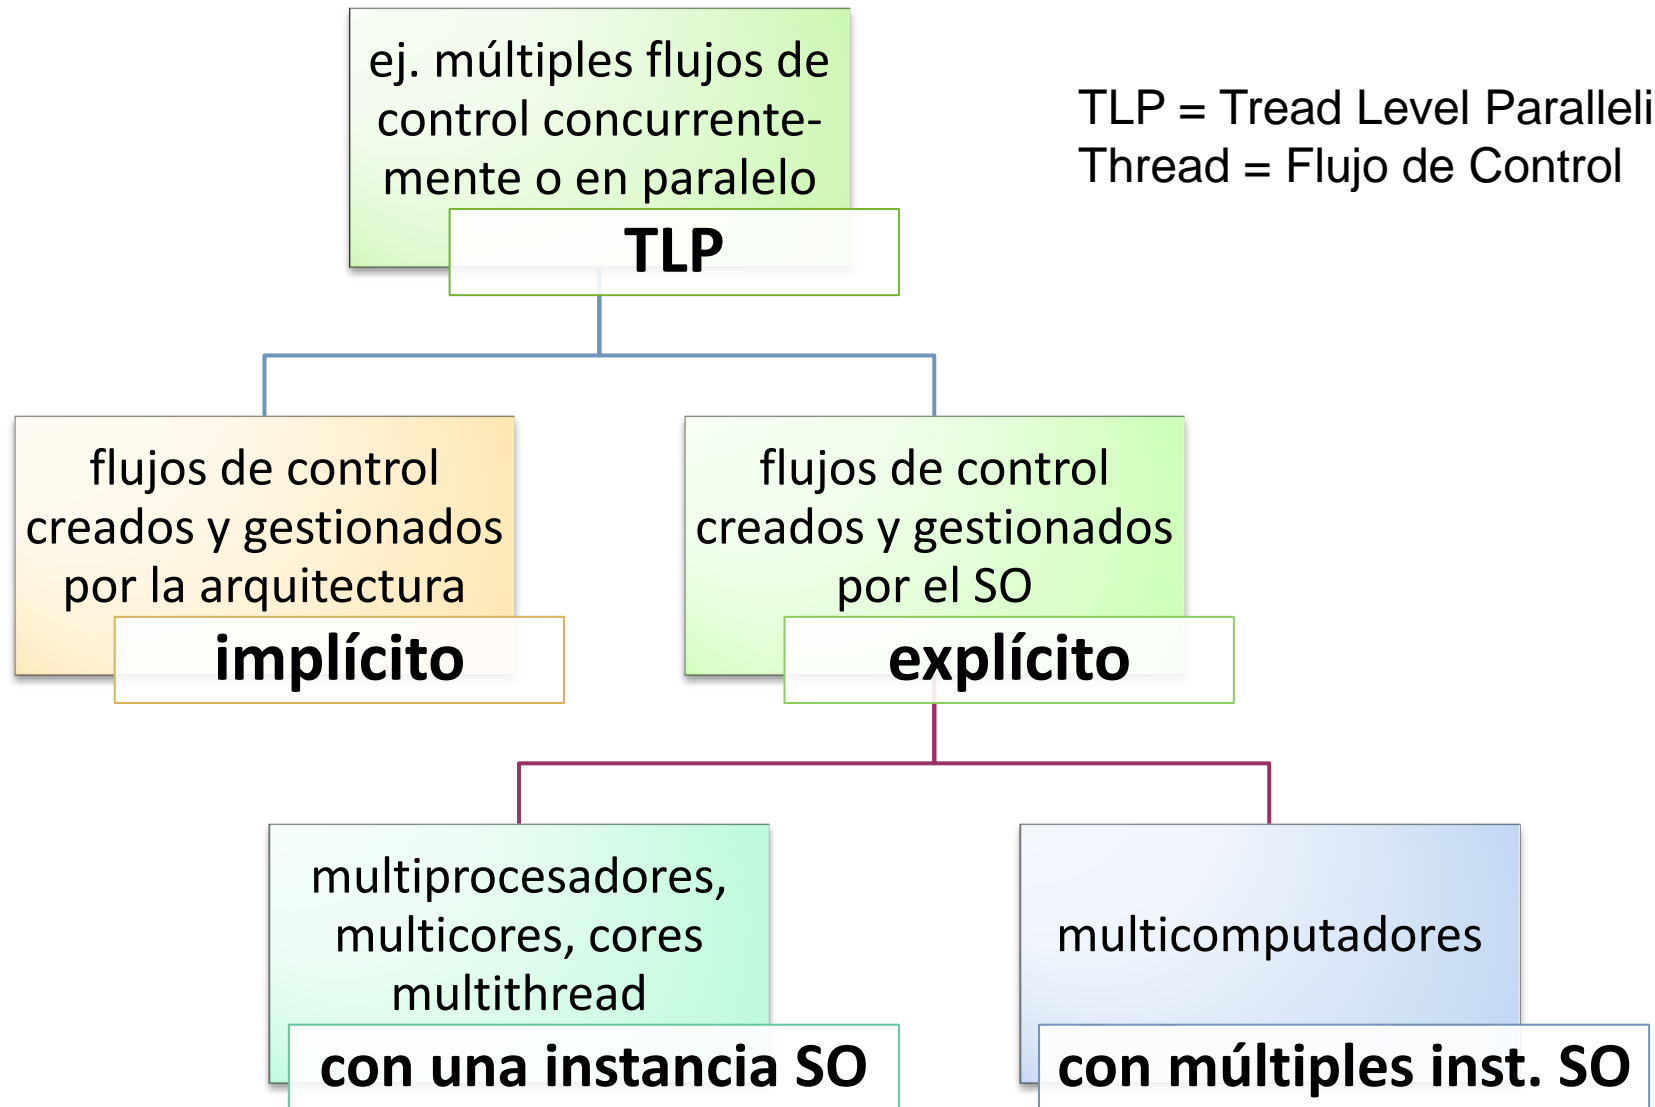 ej. múltiples flujos de
control concurrente-
mente o en paralelo
TLP
TLP = Tread Level Paralleli
Thread = Flujo de Control
flujos de control
creados y gestionados
por la arquitectura
implícito
flujos de control
creados y gestionados
por el SO
explícito
multiprocesadores,
multicores, cores
multithread
con una instancia SO
multicomputadores
con múltiples inst. SO